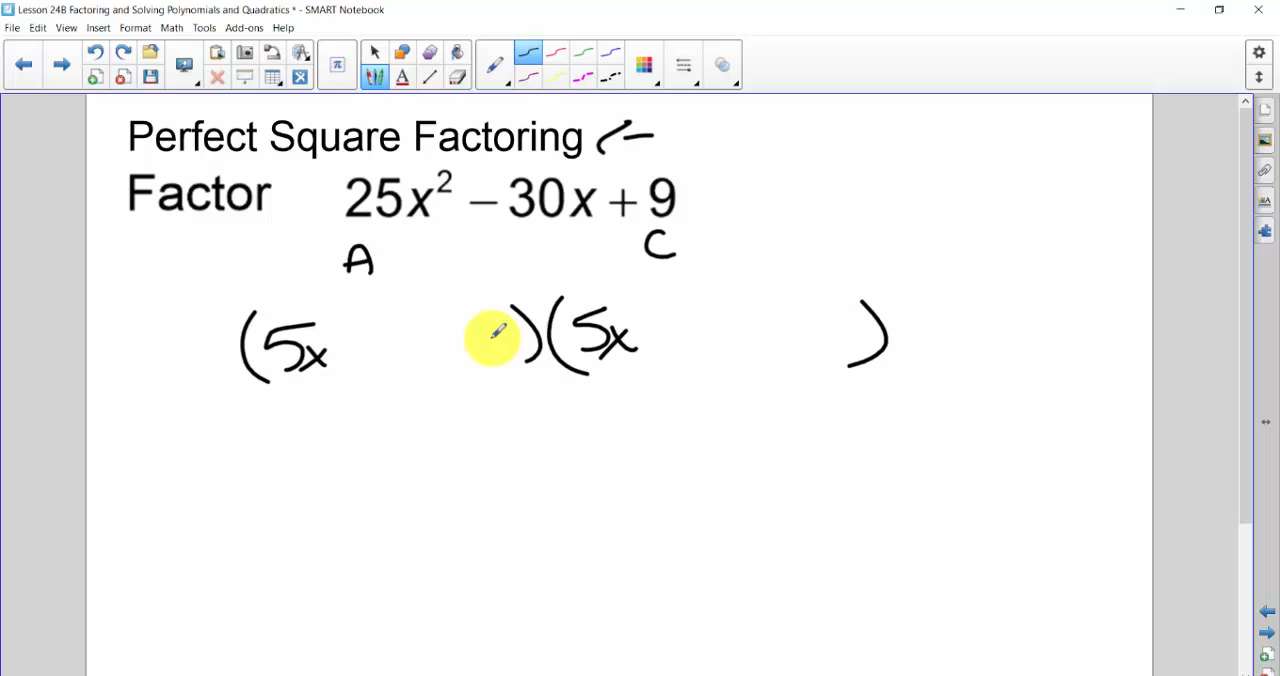 Lesson 24B Factoring and Solving Polynomials and Quadratics * - SMART Notebook
File Edit View Insert Format Math Tools Add-ons Help
Perfect Square Factoring
Factor 25x² – 30x + 9
A C
(5x )(5x )